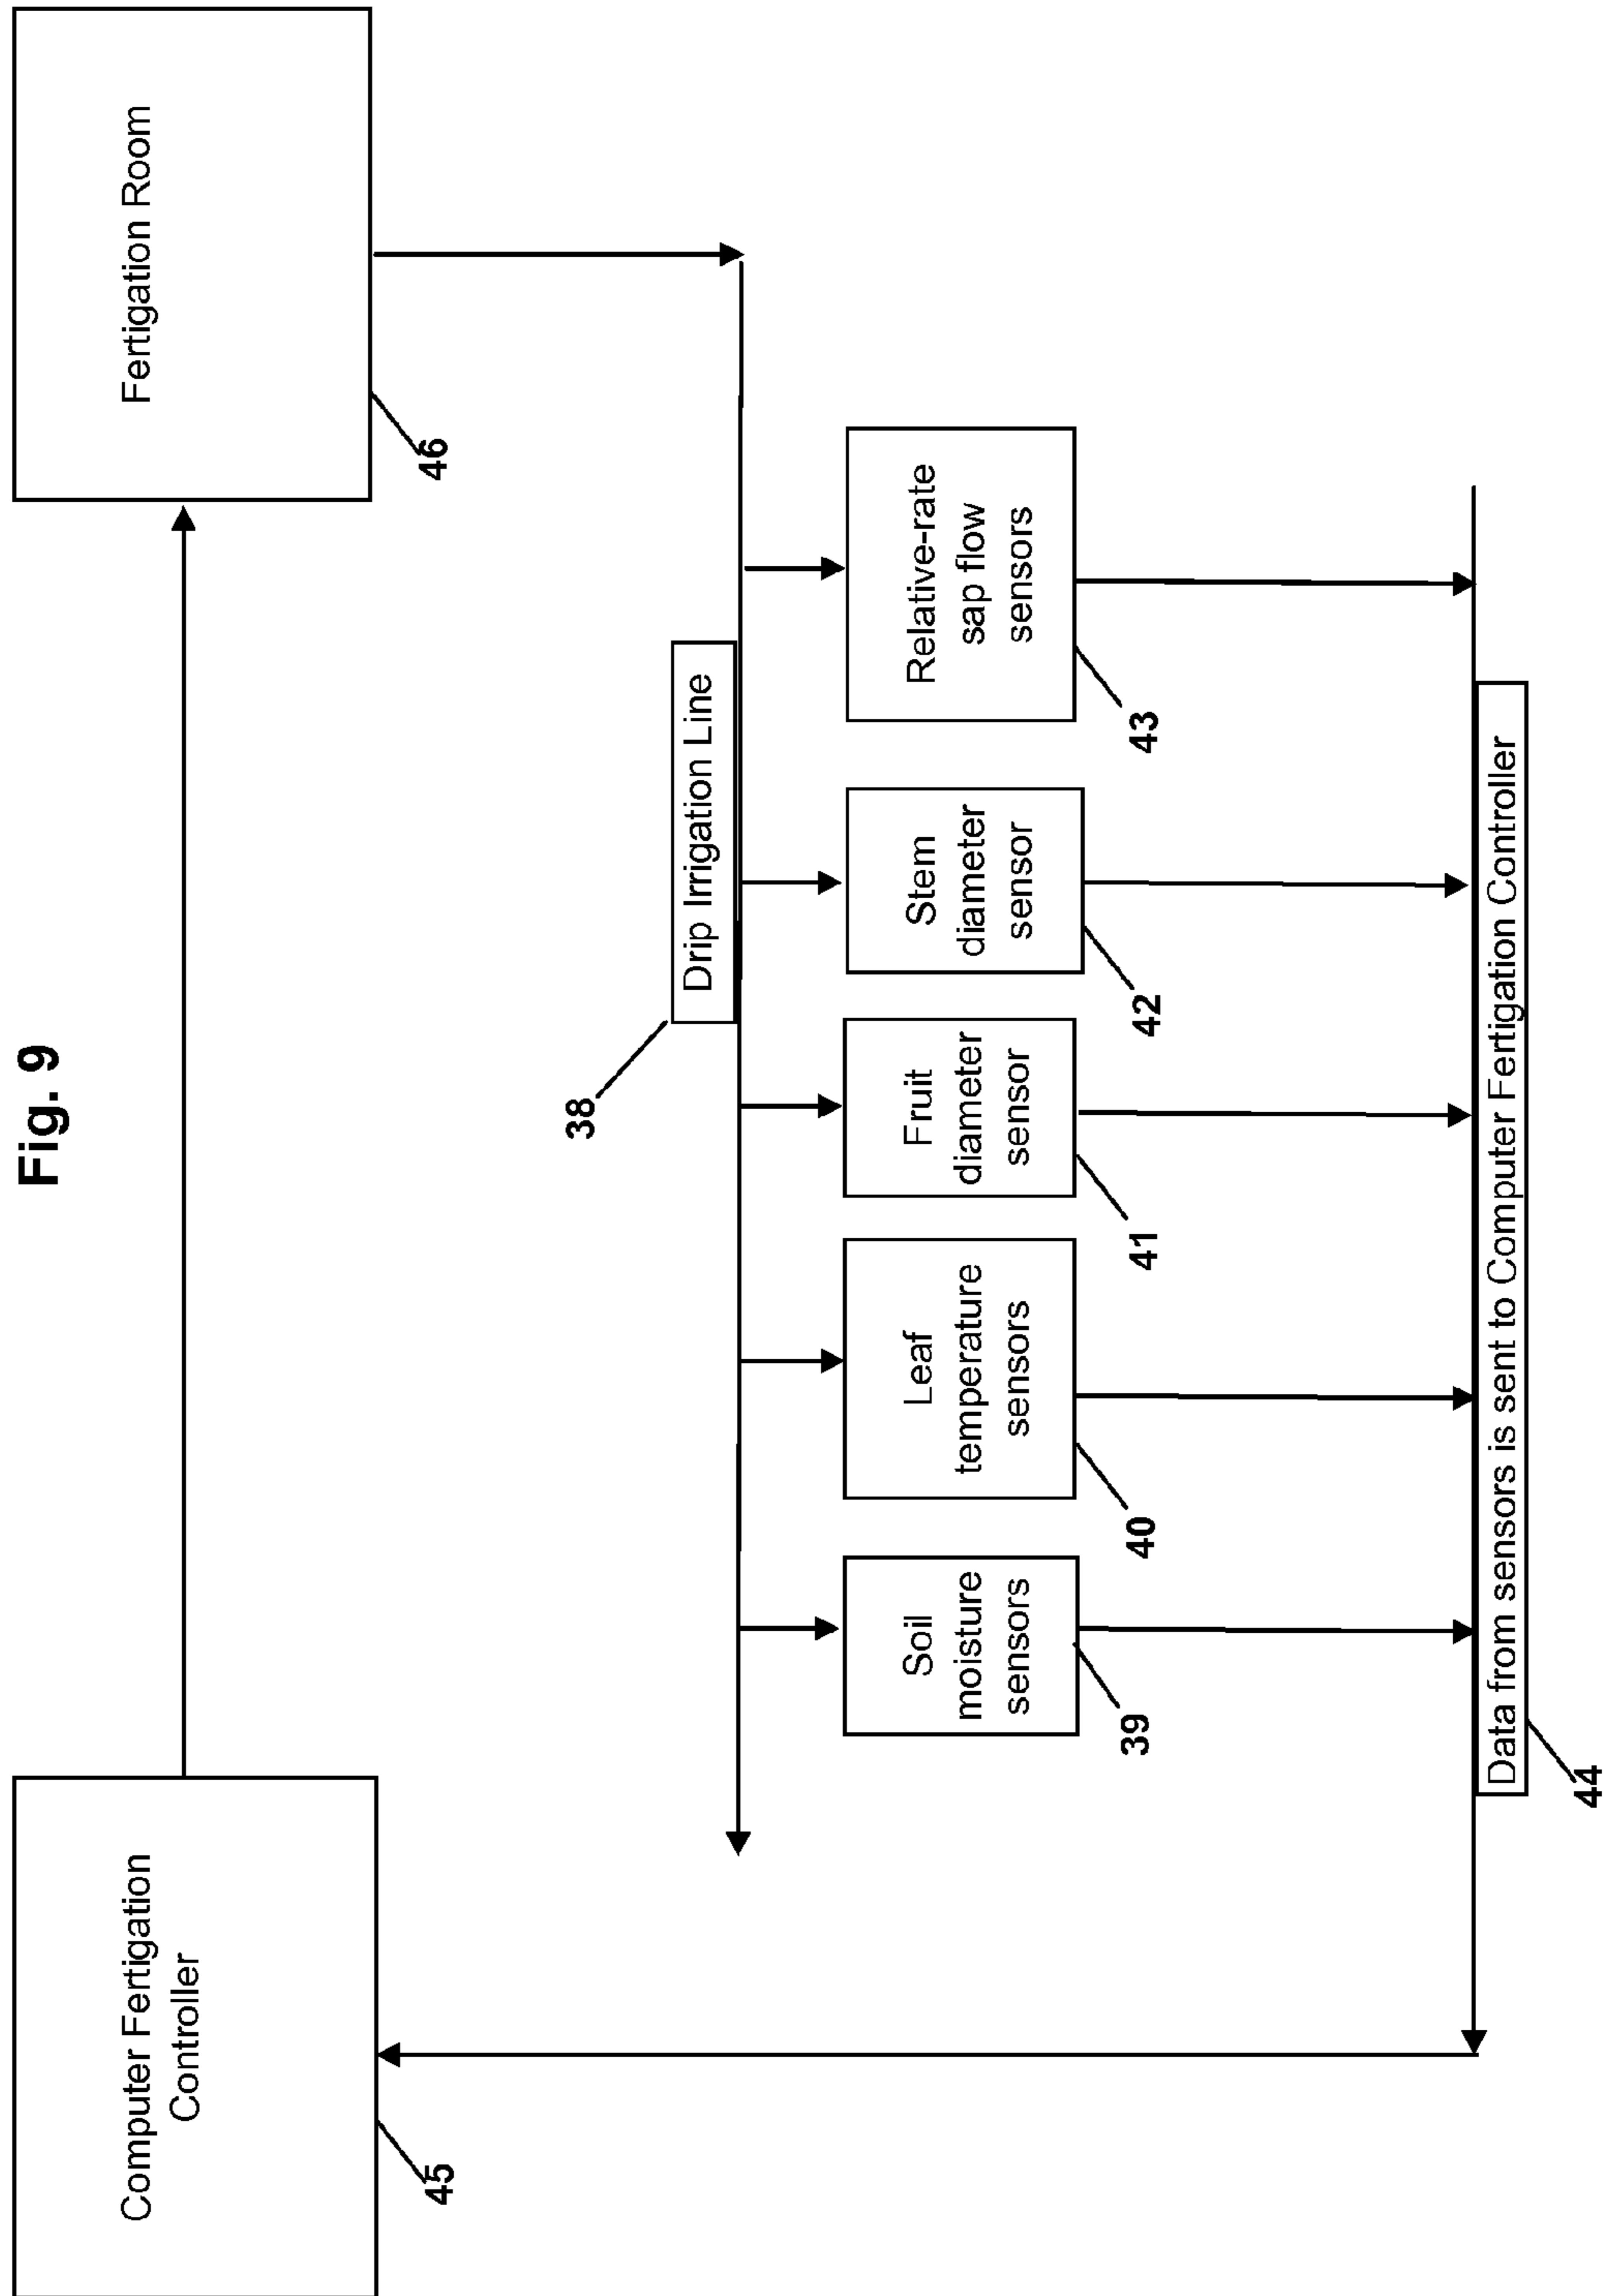 Fig. 9
Computer Fertigation
Controller
45
Fertigation Room
46
38
Drip Irrigation Line
Soil
moisture
sensors
39
Leaf
temperature
sensors
40
Fruit
diameter
sensor
41
Stem
diameter
sensor
42
Relative-rate
sap flow
sensors
43
Data from sensors is sent to Computer Fertigation Controller
44